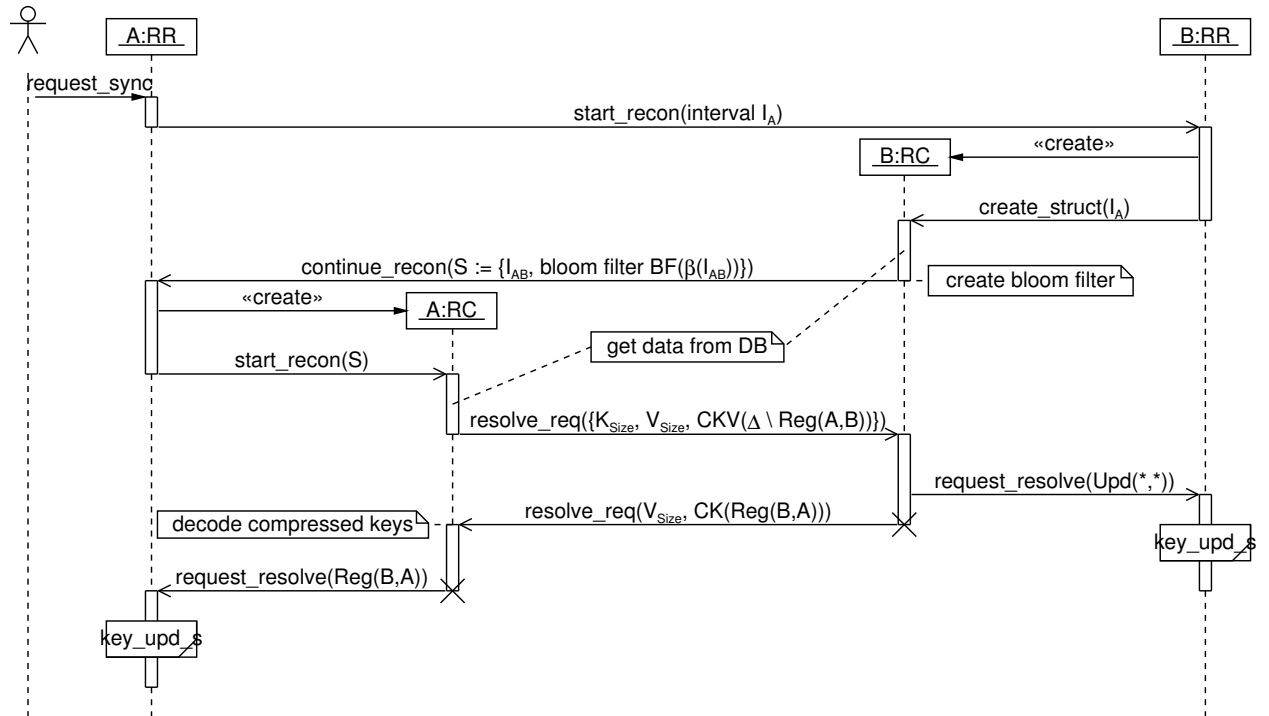 A:RR
B:RR
request_sync
start_recon(interval I_A)
B:RC
«create»
create_struct(I_A)
continue_recon(S := {I_AB, bloom filter BF(β(I_AB))})
create bloom filter
«create»
A:RC
get data from DB
start_recon(S)
resolve_req({K_Size, V_Size, CKV(Δ \ Reg(A,B))})
request_resolve(Upd(*,*))
decode compressed keys
resolve_req(V_Size, CK(Reg(B,A)))
key_upd_s
request_resolve(Reg(B,A))
key_upd_s